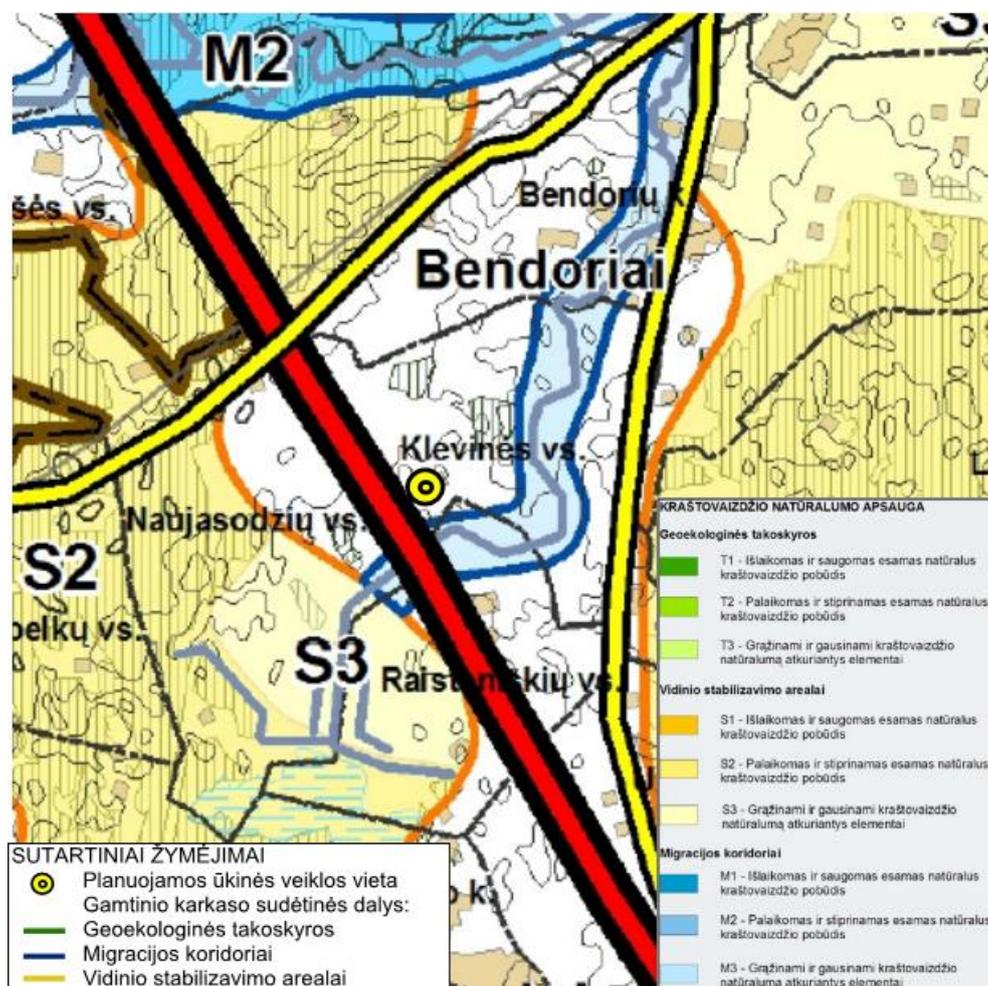 M2
šės vs.
Bendorių k
Bendoriai
Klevinės vs.
Naujasodžių vs.
S2
pelkų vs.
S3
KRAŠTOVAIZDŽIO NATŪRALUMO APSAUGA
Geoekologinės takoskyros
T1 - Išlaikomas ir saugomas esamas natūralus
kraštovaizdžio pobūdis
T2 - Palaikomas ir stiprinamas esamas natūralus
kraštovaizdžio pobūdis
T3 - Grąžinami ir gausinami kraštovaizdžio
natūralumą atkuriantys elementai
Vidinio stabilizavimo arealai
S1 - Išlaikomas ir saugomas esamas natūralus
kraštovaizdžio pobūdis
S2 - Palaikomas ir stiprinamas esamas natūralus
kraštovaizdžio pobūdis
S3 - Grąžinami ir gausinami kraštovaizdžio
natūralumą atkuriantys elementai
Migracijos koridoriai
M1 - Išlaikomas ir saugomas esamas natūralus
kraštovaizdžio pobūdis
M2 - Palaikomas ir stiprinamas esamas natūralus
kraštovaizdžio pobūdis
M3 - Grąžinami ir gausinami kraštovaizdžio
natūralumą atkuriantys elementai
SUTARTINIAI ŽYMĖJIMAI
Planuojamos ūkinės veiklos vieta
Gamtinio karkaso sudėtinės dalys:
Geoekologinės takoskyros
Migracijos koridoriai
Vidinio stabilizavimo arealai